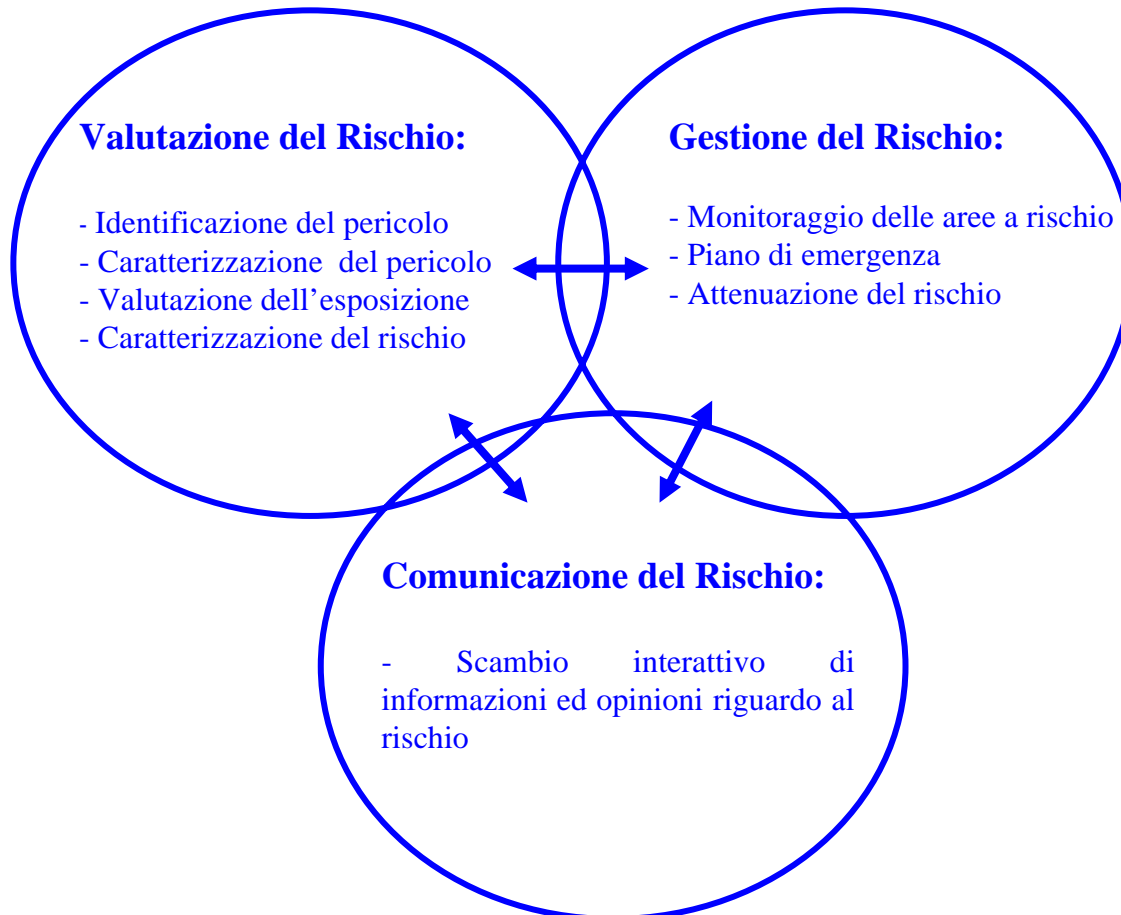 Valutazione del Rischio:
- Identificazione del pericolo
- Caratterizzazione del pericolo
- Valutazione dell’esposizione
- Caratterizzazione del rischio
Gestione del Rischio:
- Monitoraggio delle aree a rischio
- Piano di emergenza
- Attenuazione del rischio
Comunicazione del Rischio:
- Scambio interattivo di
informazioni ed opinioni riguardo al
rischio